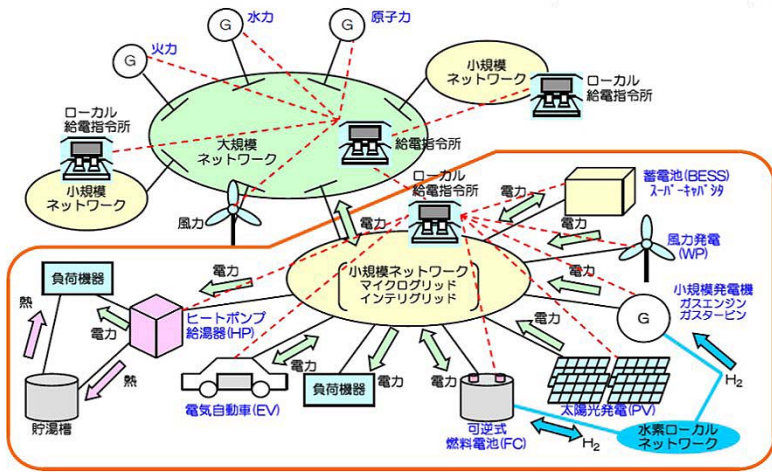 G
水力
G
原子力
G
火力
小規模
ネットワーク
ローカル
給電指令所
ローカル
給電指令所
大規模
ネットワーク
給電指令所
小規模
ネットワーク
風力
ローカル
給電指令所
電力
電力
蓄電池(BESS)
スーパーキャパシタ
電力
風力発電
(WP)
負荷機器
電力
小規模ネットワーク
マイクログリッド
インテリグリッド
電力
小規模発電機
ガスエンジン
ガスタービン
G
熱
電力
ヒートポンプ
給湯器(HP)
熱
電力
電力
電力
電力
H2
貯湯槽
電気自動車(EV)
負荷機器
可逆式
燃料電池(FC)
太陽光発電(PV)
H2
水素ローカル
ネットワーク